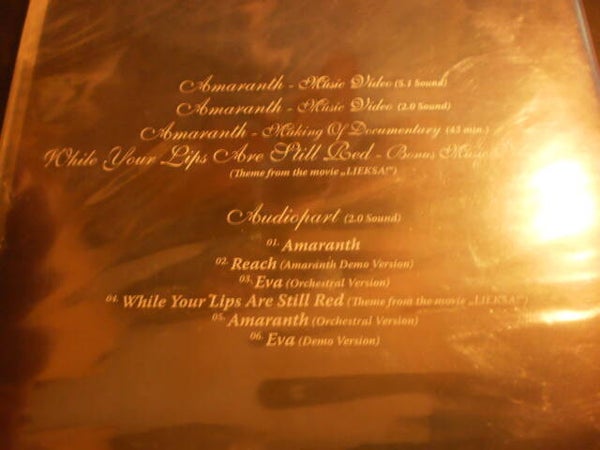 Amaranth - Music Video (5.1 Sound)
Amaranth - Music Video (2.0 Sound)
Amaranth - Making Of Documentary (43 min.)
While Your Lips Are Still Red - Bonus Music
(Theme from the movie „LIEKSA!")
Audiopart (2.0 Sound)
01. Amaranth
02. Reach (Amaranth Demo Version)
03. Eva (Orchestral Version)
04. While Your Lips Are Still Red (Theme from the movie „LIEKSA!")
05. Amaranth (Orchestral Version)
06. Eva (Demo Version)